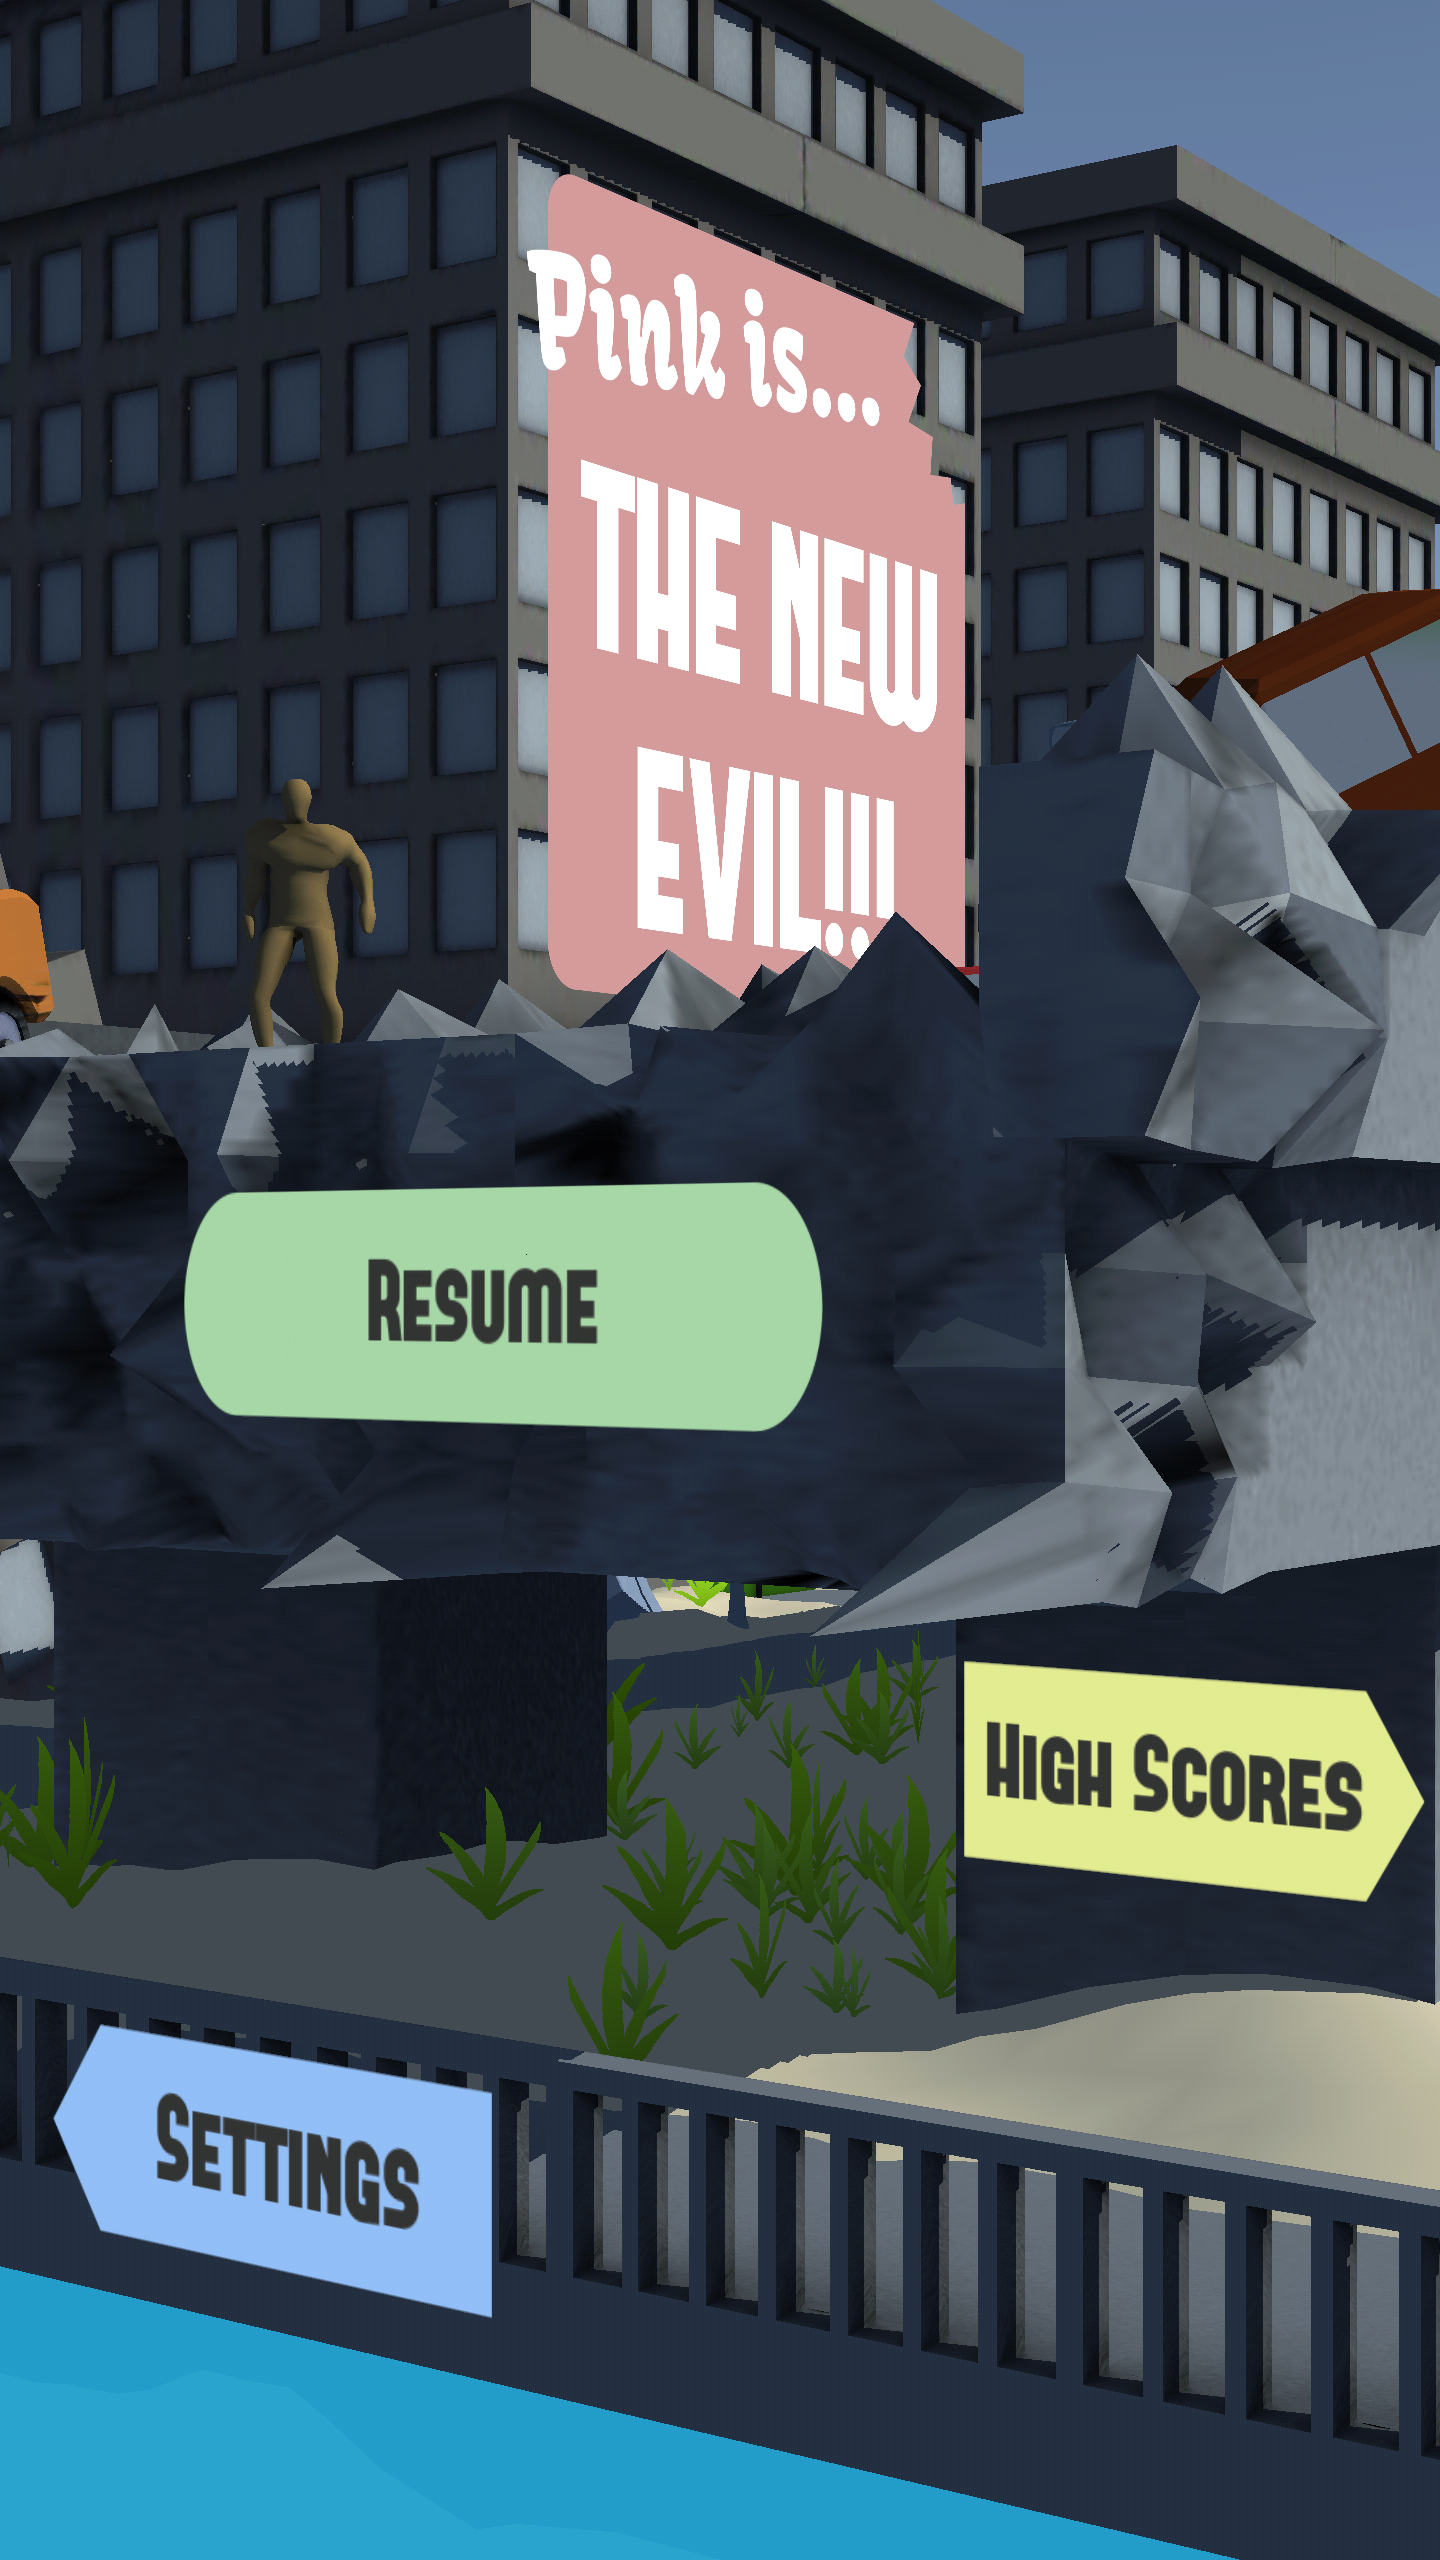 Pink is...
THE NEW
EVIL!!!
RESUME
HIGH SCORES
SETTINGS